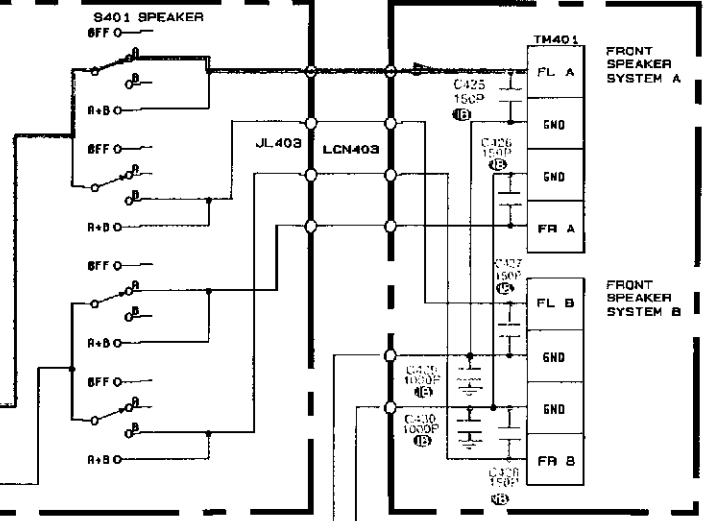 S401 SPEAKER
OFF
A
B
A+B
OFF
A
B
A+B
OFF
A
B
A+B
OFF
A
B
A+B
JL403
LCN403
TM401
FL A
GND
GND
FR A
FRONT
SPEAKER
SYSTEM A
C425
150P
C426
150P
C427
150P
FL B
GND
GND
FR B
FRONT
SPEAKER
SYSTEM B
1000P
C430
1000P
C428
150P